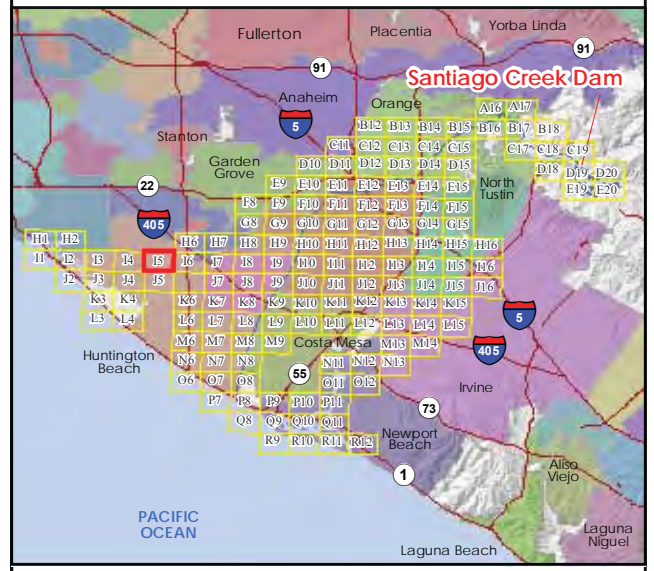 Fullerton
Placentia
Yorba Linda
91
91
Santiago Creek Dam
Anaheim
Orange
A16 A17
5
B12 B13 B14 B15 B16 B17 B18
Stanton
C11 C12 C13 C14 C15 C17 C18 C19
Garden
Grove
D10 D11 D12 D13 D14 D15 D18 D19 D20
22
E9 E10 E11 E12 E13 E14 E15 E19 E20
North
Tustin
F8 F9 F10 F11 F12 F13 F14 F15
405
G8 G9 G10 G11 G12 G13 G14 G15
H1 H2 H6 H7 H8 H9 H10 H11 H12 H13 H14 H15 H16
I1 I2 I3 I4 I5 I6 I7 I8 I9 I10 I11 I12 I13 I14 I15 I16
J2 J3 J4 J5 J7 J8 J9 J10 J11 J12 J13 J14 J15 J16
K3 K4 K6 K7 K8 K9 K10 K11 K12 K13 K14 K15
5
L3 L4 L6 L7 L8 L9 L10 L11 L12 L13 L14 L15
M6 M7 M8 M9 Costa Mesa M13 M14
405
Huntington
Beach
N6 N7 N8 N11 N12 N13
55
O6 O7 O8 O11 O12
Irvine
P7 P8 P9 P10 P11
73
Q8 Q9 Q10 Q11
R9 R10 R11 R12
Newport
Beach
1
Aliso
Viejo
PACIFIC
OCEAN
Laguna
Niguel
Laguna Beach